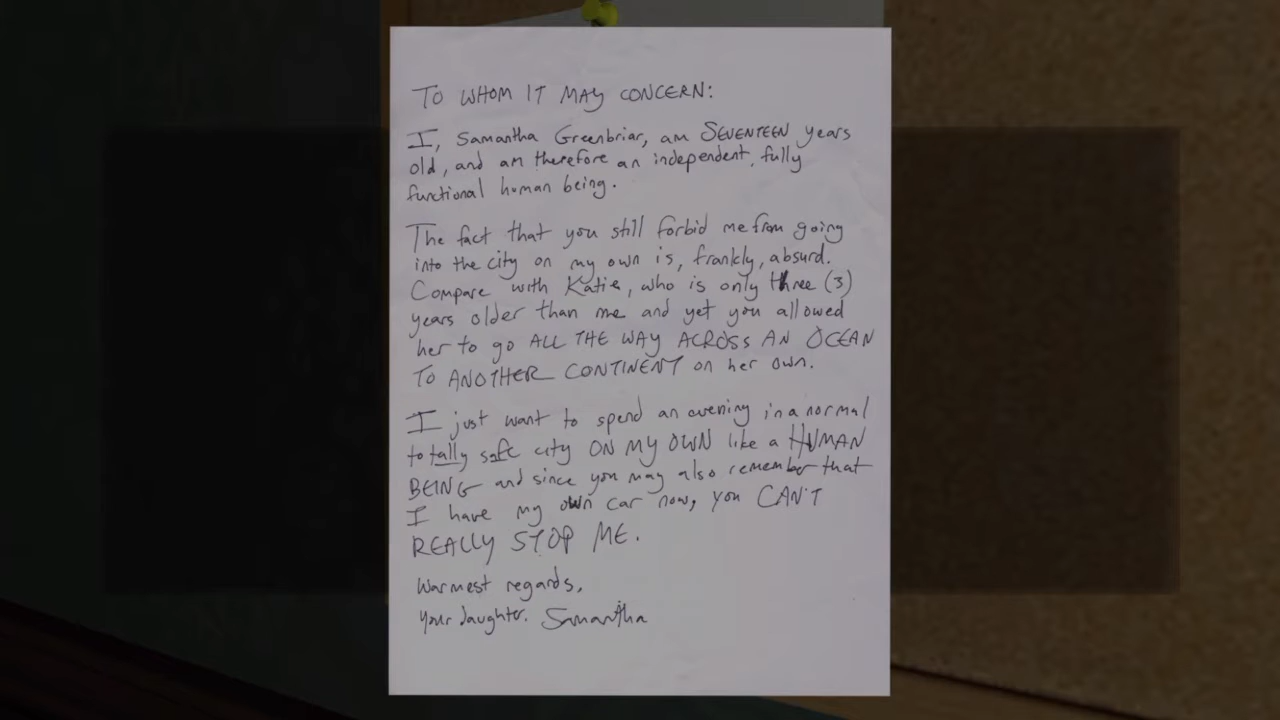 TO WHOM IT MAY CONCERN:
I, Samantha Greenbriar, am SEVENTEEN years
old, and am therefore an independent, fully
functional human being.
The fact that you still forbid me from going
into the city on my own is, frankly, absurd.
Compare with Katie, who is only three (3)
years older than me and yet you allowed
her to go ALL THE WAY ACROSS AN OCEAN
TO ANOTHER CONTINENT on her own.
I just want to spend an evening in a normal
totally safe city ON MY OWN like a HUMAN
BEING and since you may also remember that
I have my own car now, you CAN'T
REALLY STOP ME.
Warmest regards,
Your daughter. Samantha